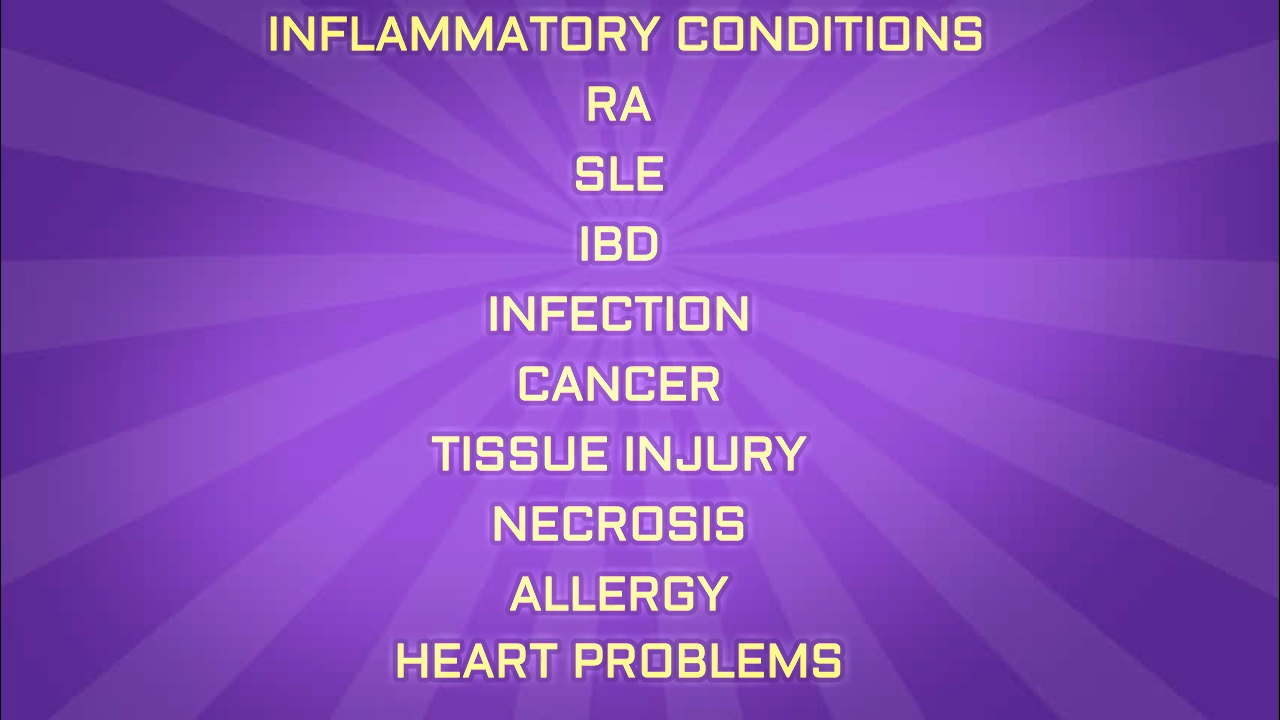 INFLAMMATORY CONDITIONS
RA
SLE
IBD
INFECTION
CANCER
TISSUE INJURY
NECROSIS
ALLERGY
HEART PROBLEMS